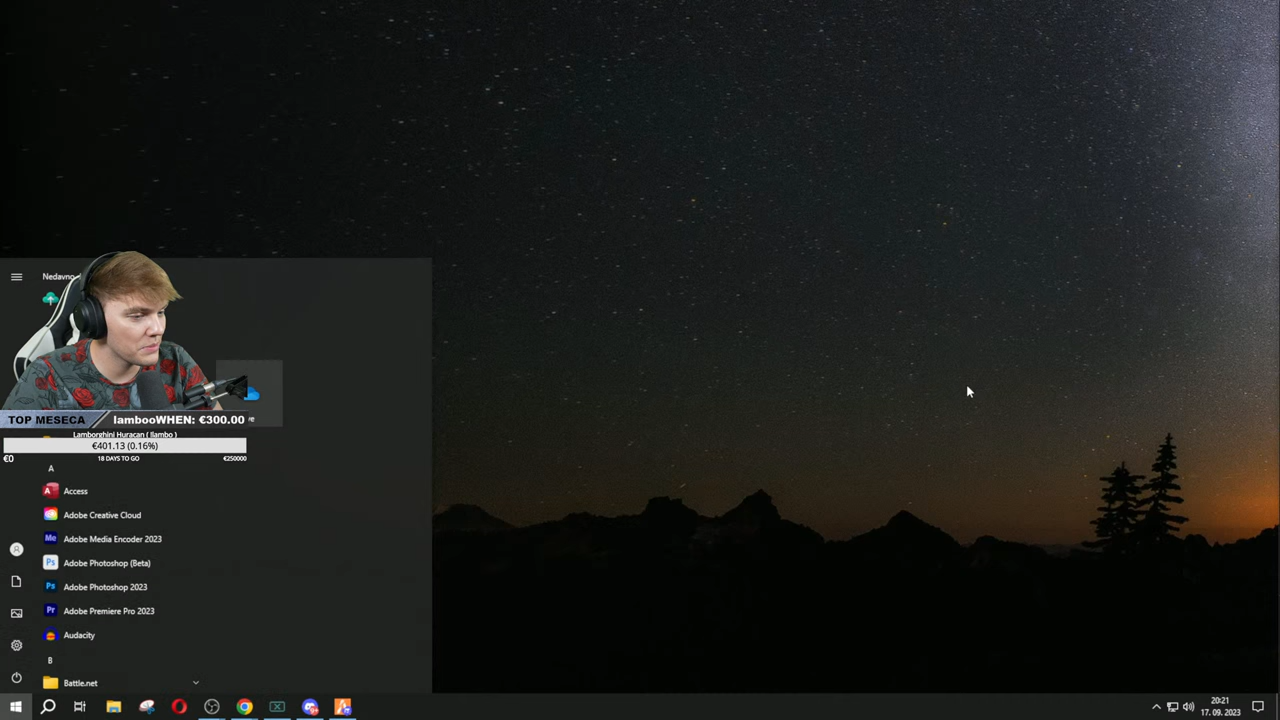 Nedavno
TOP MESECA
lambooWHEN: €300.00
Lamborghini Huracan ( !lambo )
€401.13 (0.16%)
€0
18 DAYS TO GO
€250000
A
Access
Adobe Creative Cloud
Adobe Media Encoder 2023
Adobe Photoshop (Beta)
Adobe Photoshop 2023
Adobe Premiere Pro 2023
Audacity
B
Battle.net
20:21
17. 09. 2023